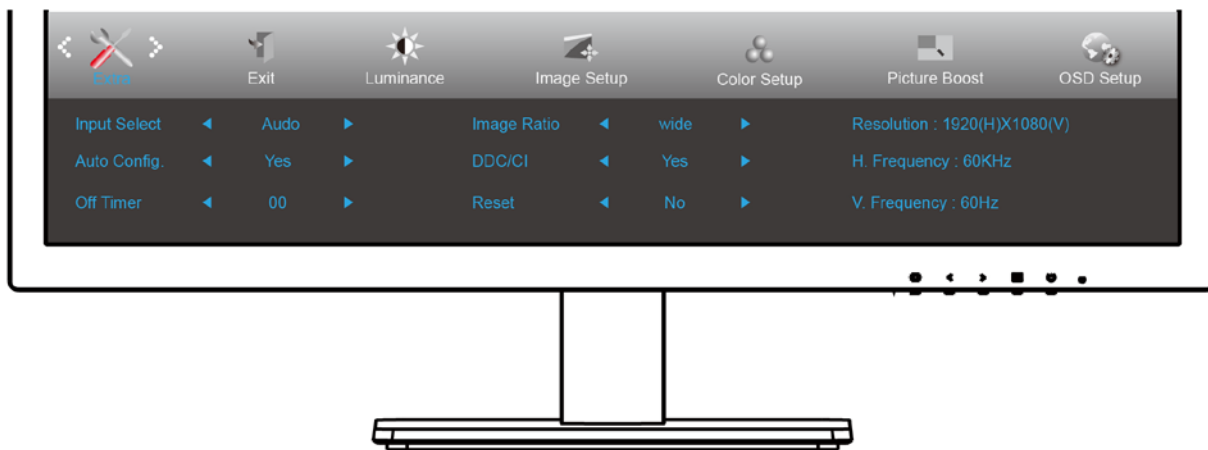 Extra Exit Luminance Image Setup Color Setup Picture Boost OSD Setup
Input Select Audo Image Ratio wide Resolution : 1920(H)X1080(V)
Auto Config. Yes DDC/CI Yes H. Frequency : 60KHz
Off Timer 00 Reset No V. Frequency : 60Hz